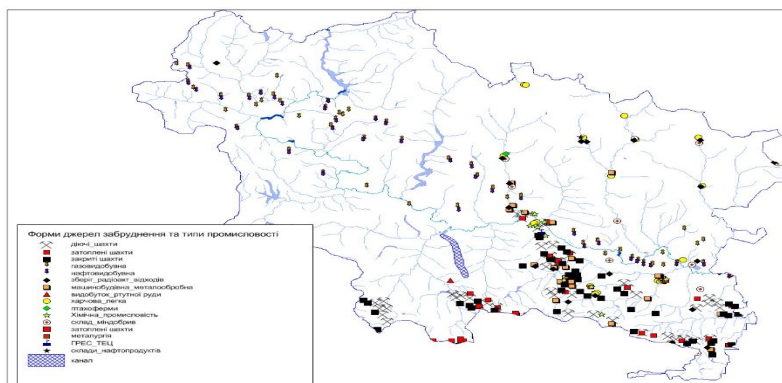 Форми джерел забруднення та типи промисловості
діючі_шахти
затоплені шахти
закриті шахти
газовидобувна
нафтовидобувна
зберіг_радіоакт_відходів
машинобудівна_металообробна
видобуток_ртутної руди
харчова_легка
птахоферми
Хімічна_промисловість
склад_міндобрив
затоплені шахти
металургія
ГРЕС_ТЕЦ
склади_нафтопродуктів
канал